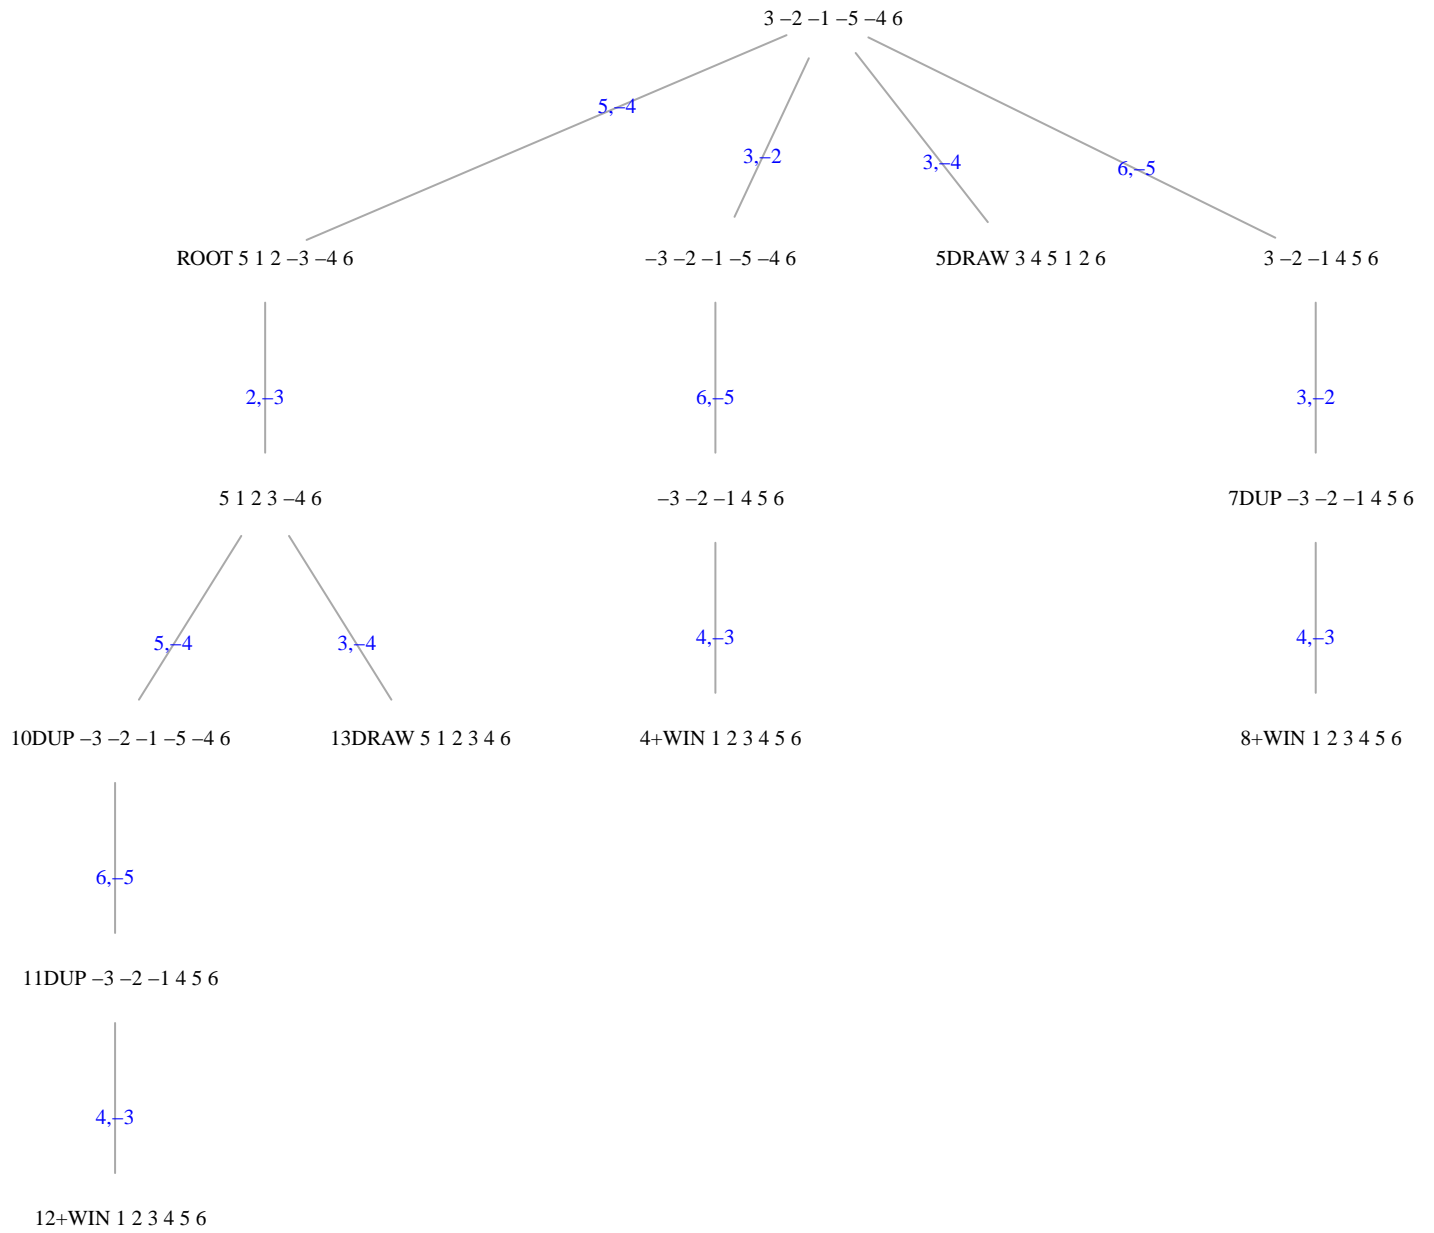 3 –2 –1 –5 –4 6
5,–4
3,–2
3,–4
6,–5
ROOT 5 1 2 –3 –4 6
–3 –2 –1 –5 –4 6
5DRAW 3 4 5 1 2 6
3 –2 –1 4 5 6
2,–3
6,–5
3,–2
5 1 2 3 –4 6
–3 –2 –1 4 5 6
7DUP –3 –2 –1 4 5 6
5,–4
3,–4
4,–3
4,–3
10DUP –3 –2 –1 –5 –4 6
13DRAW 5 1 2 3 4 6
4+WIN 1 2 3 4 5 6
8+WIN 1 2 3 4 5 6
6,–5
11DUP –3 –2 –1 4 5 6
4,–3
12+WIN 1 2 3 4 5 6